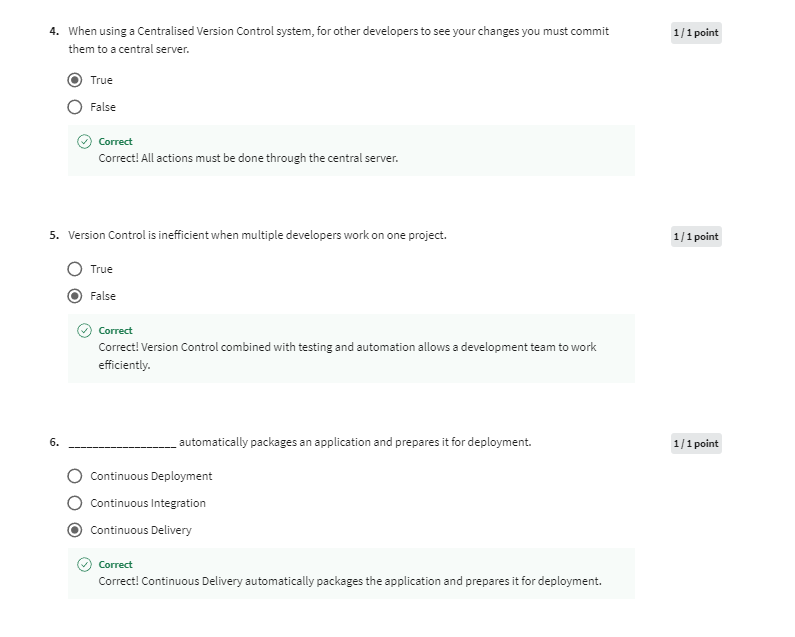 4. When using a Centralised Version Control system, for other developers to see your changes you must commit
them to a central server.
1 / 1 point
True
False
Correct
Correct! All actions must be done through the central server.
5. Version Control is inefficient when multiple developers work on one project.
1 / 1 point
True
False
Correct
Correct! Version Control combined with testing and automation allows a development team to work
efficiently.
6. __________________ automatically packages an application and prepares it for deployment.
1 / 1 point
Continuous Deployment
Continuous Integration
Continuous Delivery
Correct
Correct! Continuous Delivery automatically packages the application and prepares it for deployment.